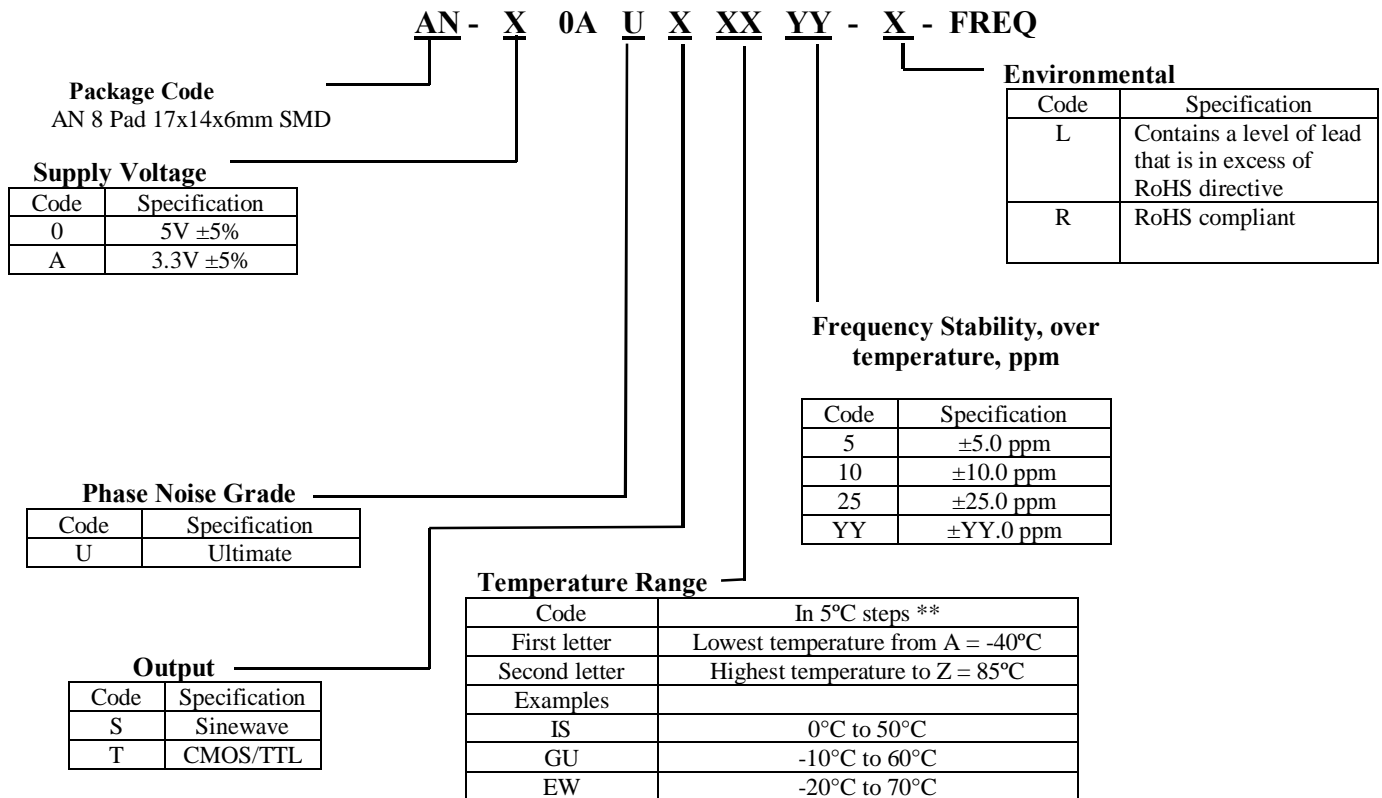 AN - X 0A U X XX YY - X - FREQ
Package Code
AN 8 Pad 17x14x6mm SMD
Supply Voltage
Code Specification
0 5V ±5%
A 3.3V ±5%
Environmental
Code Specification
L Contains a level of lead
that is in excess of
RoHS directive
R RoHS compliant
Frequency Stability, over
temperature, ppm
Code Specification
5 ±5.0 ppm
10 ±10.0 ppm
25 ±25.0 ppm
YY ±YY.0 ppm
Phase Noise Grade
Code Specification
U Ultimate
Temperature Range
Code In 5ºC steps **
First letter Lowest temperature from A = -40ºC
Second letter Highest temperature to Z = 85ºC
Examples
IS 0°C to 50°C
GU -10°C to 60°C
EW -20°C to 70°C
Output
Code Specification
S Sinewave
T CMOS/TTL